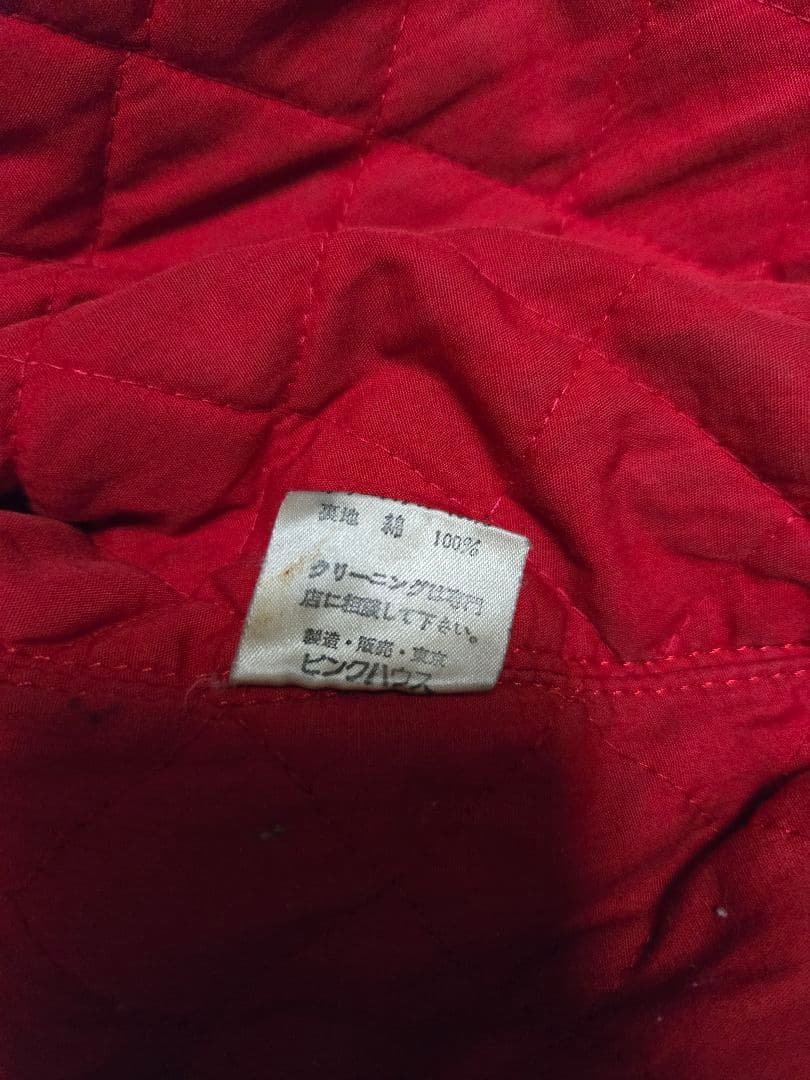 裏地 綿 100%
クリーニングは専門
店に相談して下さい。
製造・販売・東京
ピンクハウス